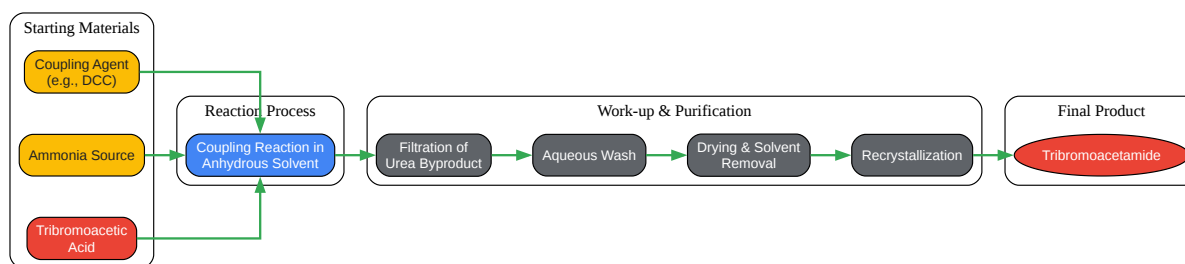 Starting Materials
Coupling Agent
(e.g., DCC)
Ammonia Source
Tribromoacetic
Acid
Reaction Process
Coupling Reaction in
Anhydrous Solvent
Work-up & Purification
Filtration of
Urea Byproduct
Aqueous Wash
Drying & Solvent
Removal
Recrystallization
Final Product
Tribromoacetamide